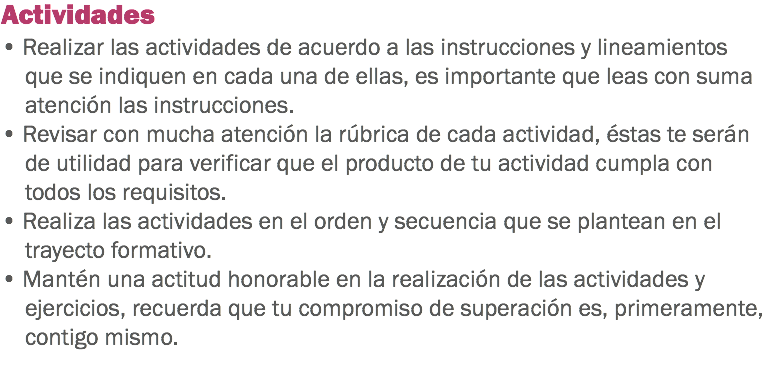 Actividades
• Realizar las actividades de acuerdo a las instrucciones y lineamientos
que se indiquen en cada una de ellas, es importante que leas con suma
atención las instrucciones.
• Revisar con mucha atención la rúbrica de cada actividad, éstas te serán
de utilidad para verificar que el producto de tu actividad cumpla con
todos los requisitos.
• Realiza las actividades en el orden y secuencia que se plantean en el
trayecto formativo.
• Mantén una actitud honorable en la realización de las actividades y
ejercicios, recuerda que tu compromiso de superación es, primeramente,
contigo mismo.